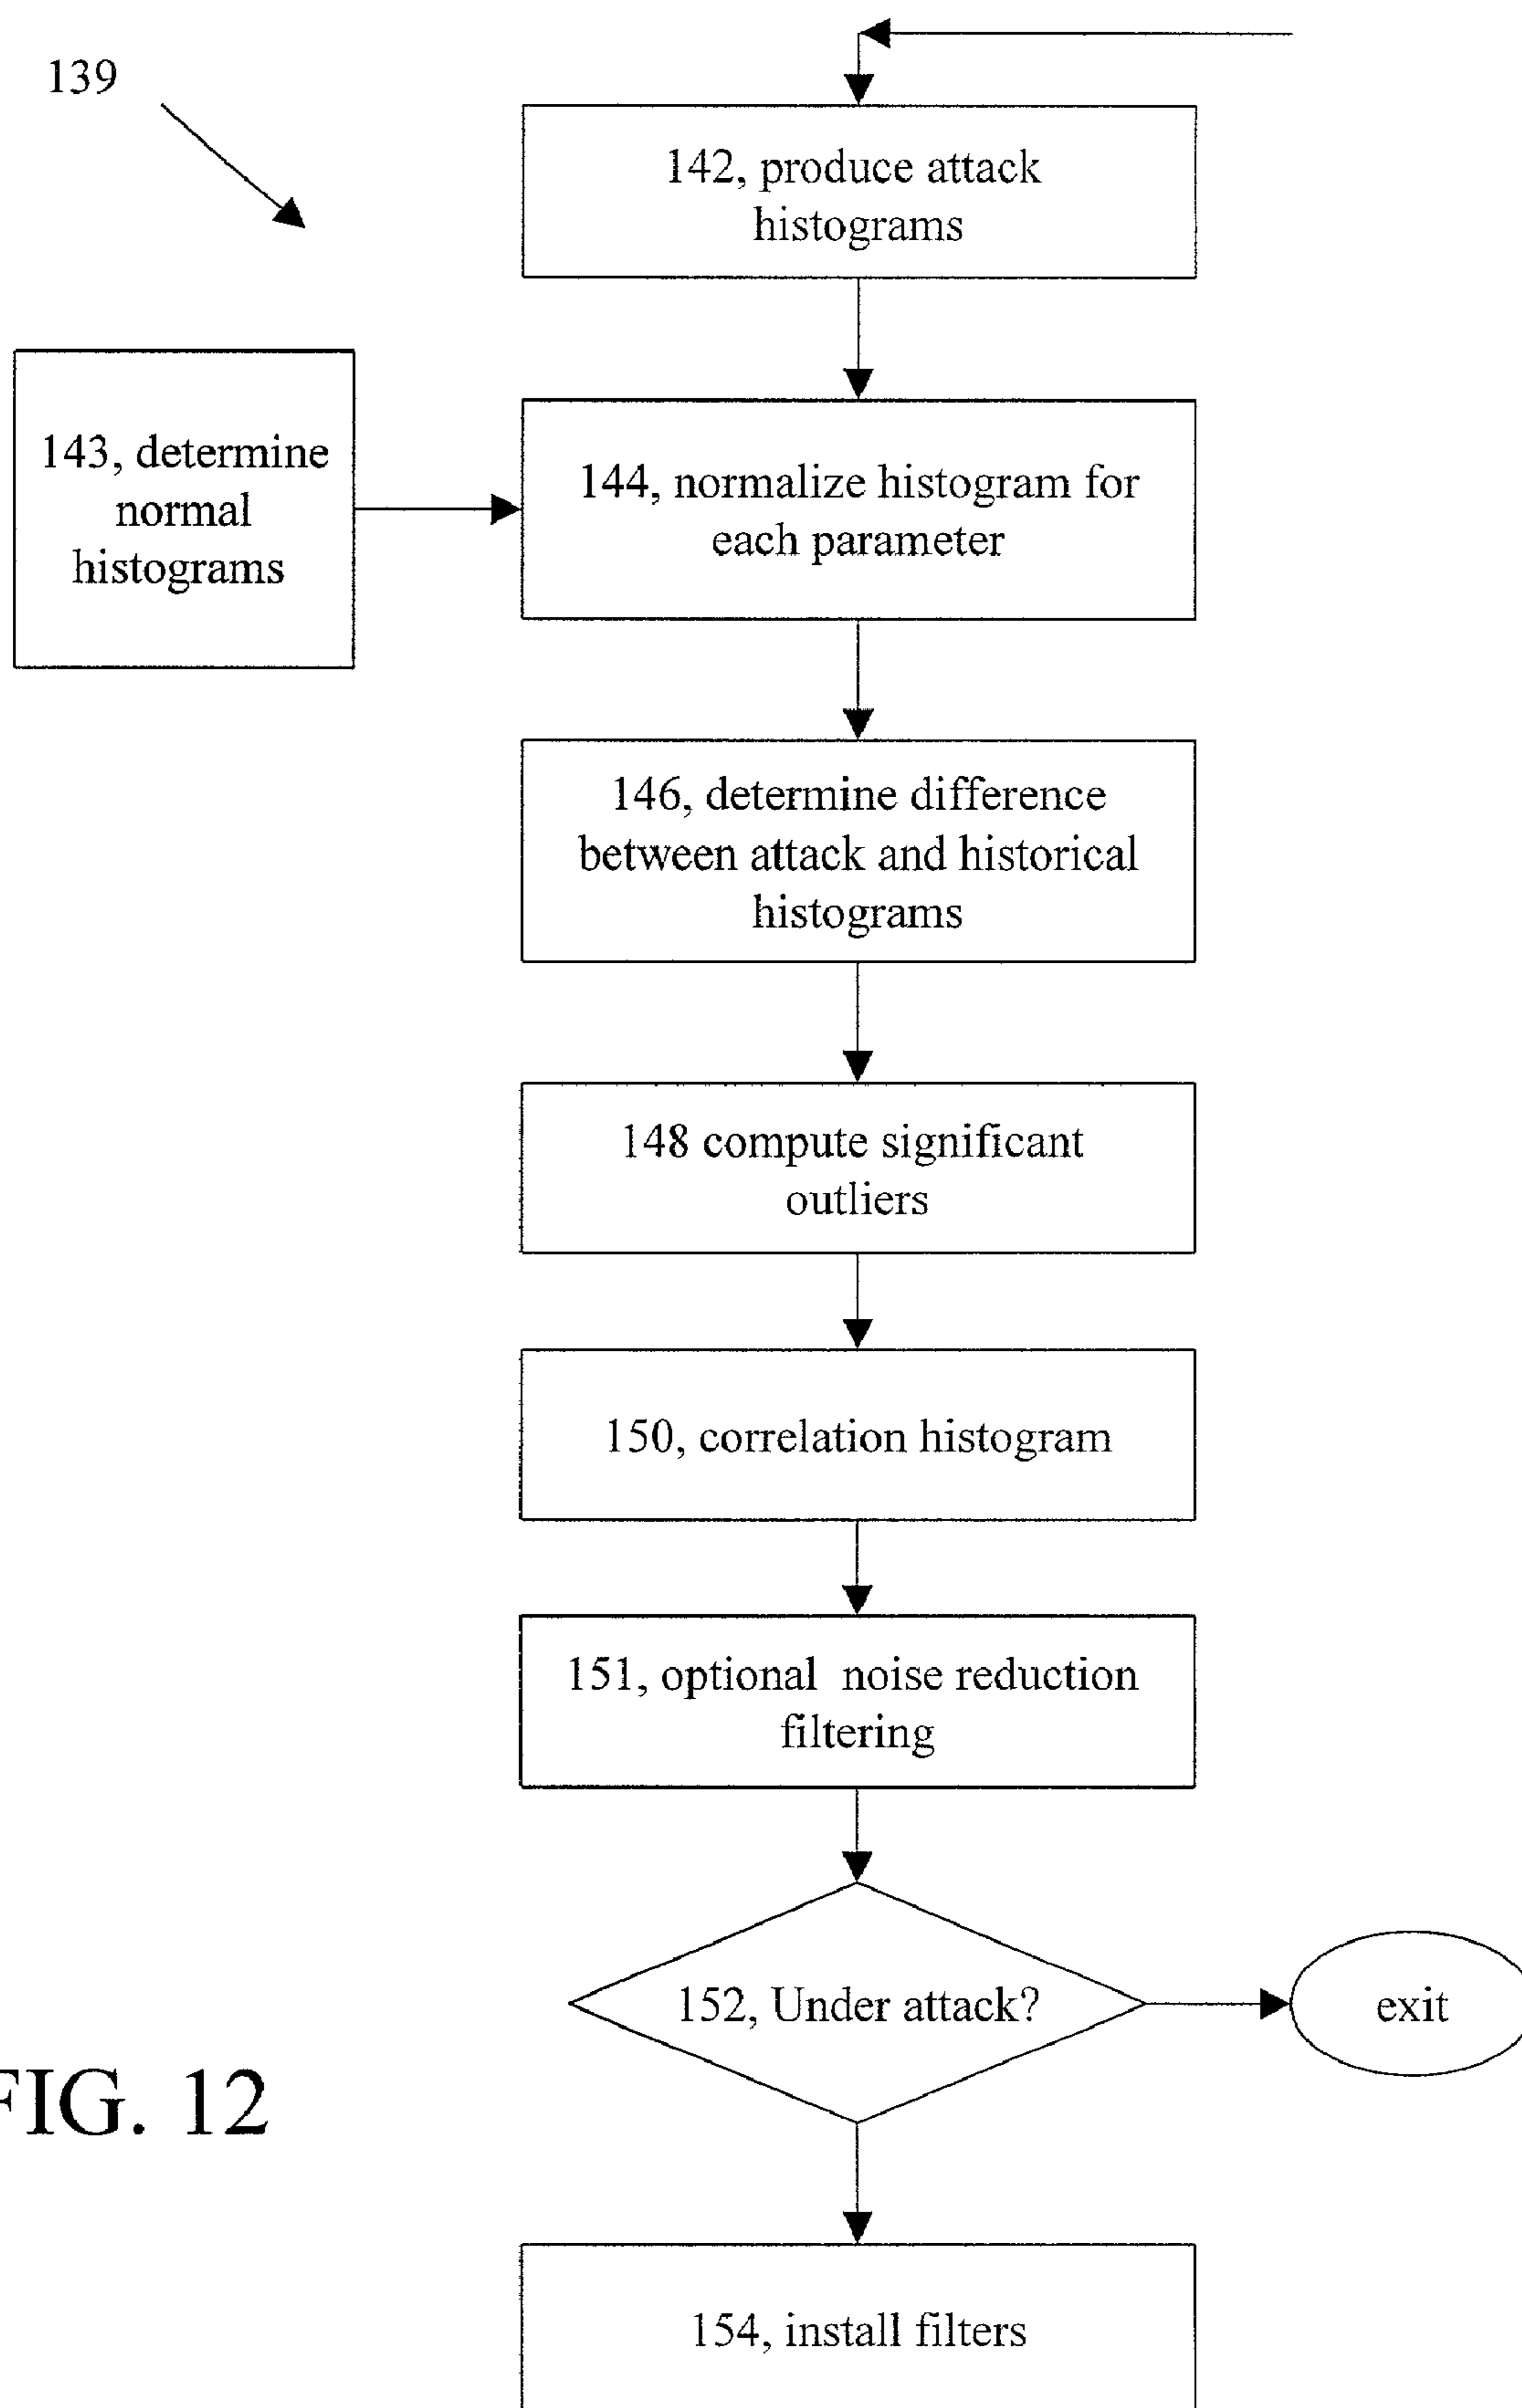 139
142, produce attack
histograms
143, determine
normal
histograms
144, normalize histogram for
each parameter
146, determine difference
between attack and historical
histograms
148 compute significant
outliers
150, correlation histogram
151, optional noise reduction
filtering
152, Under attack?
exit
154, install filters
FIG. 12